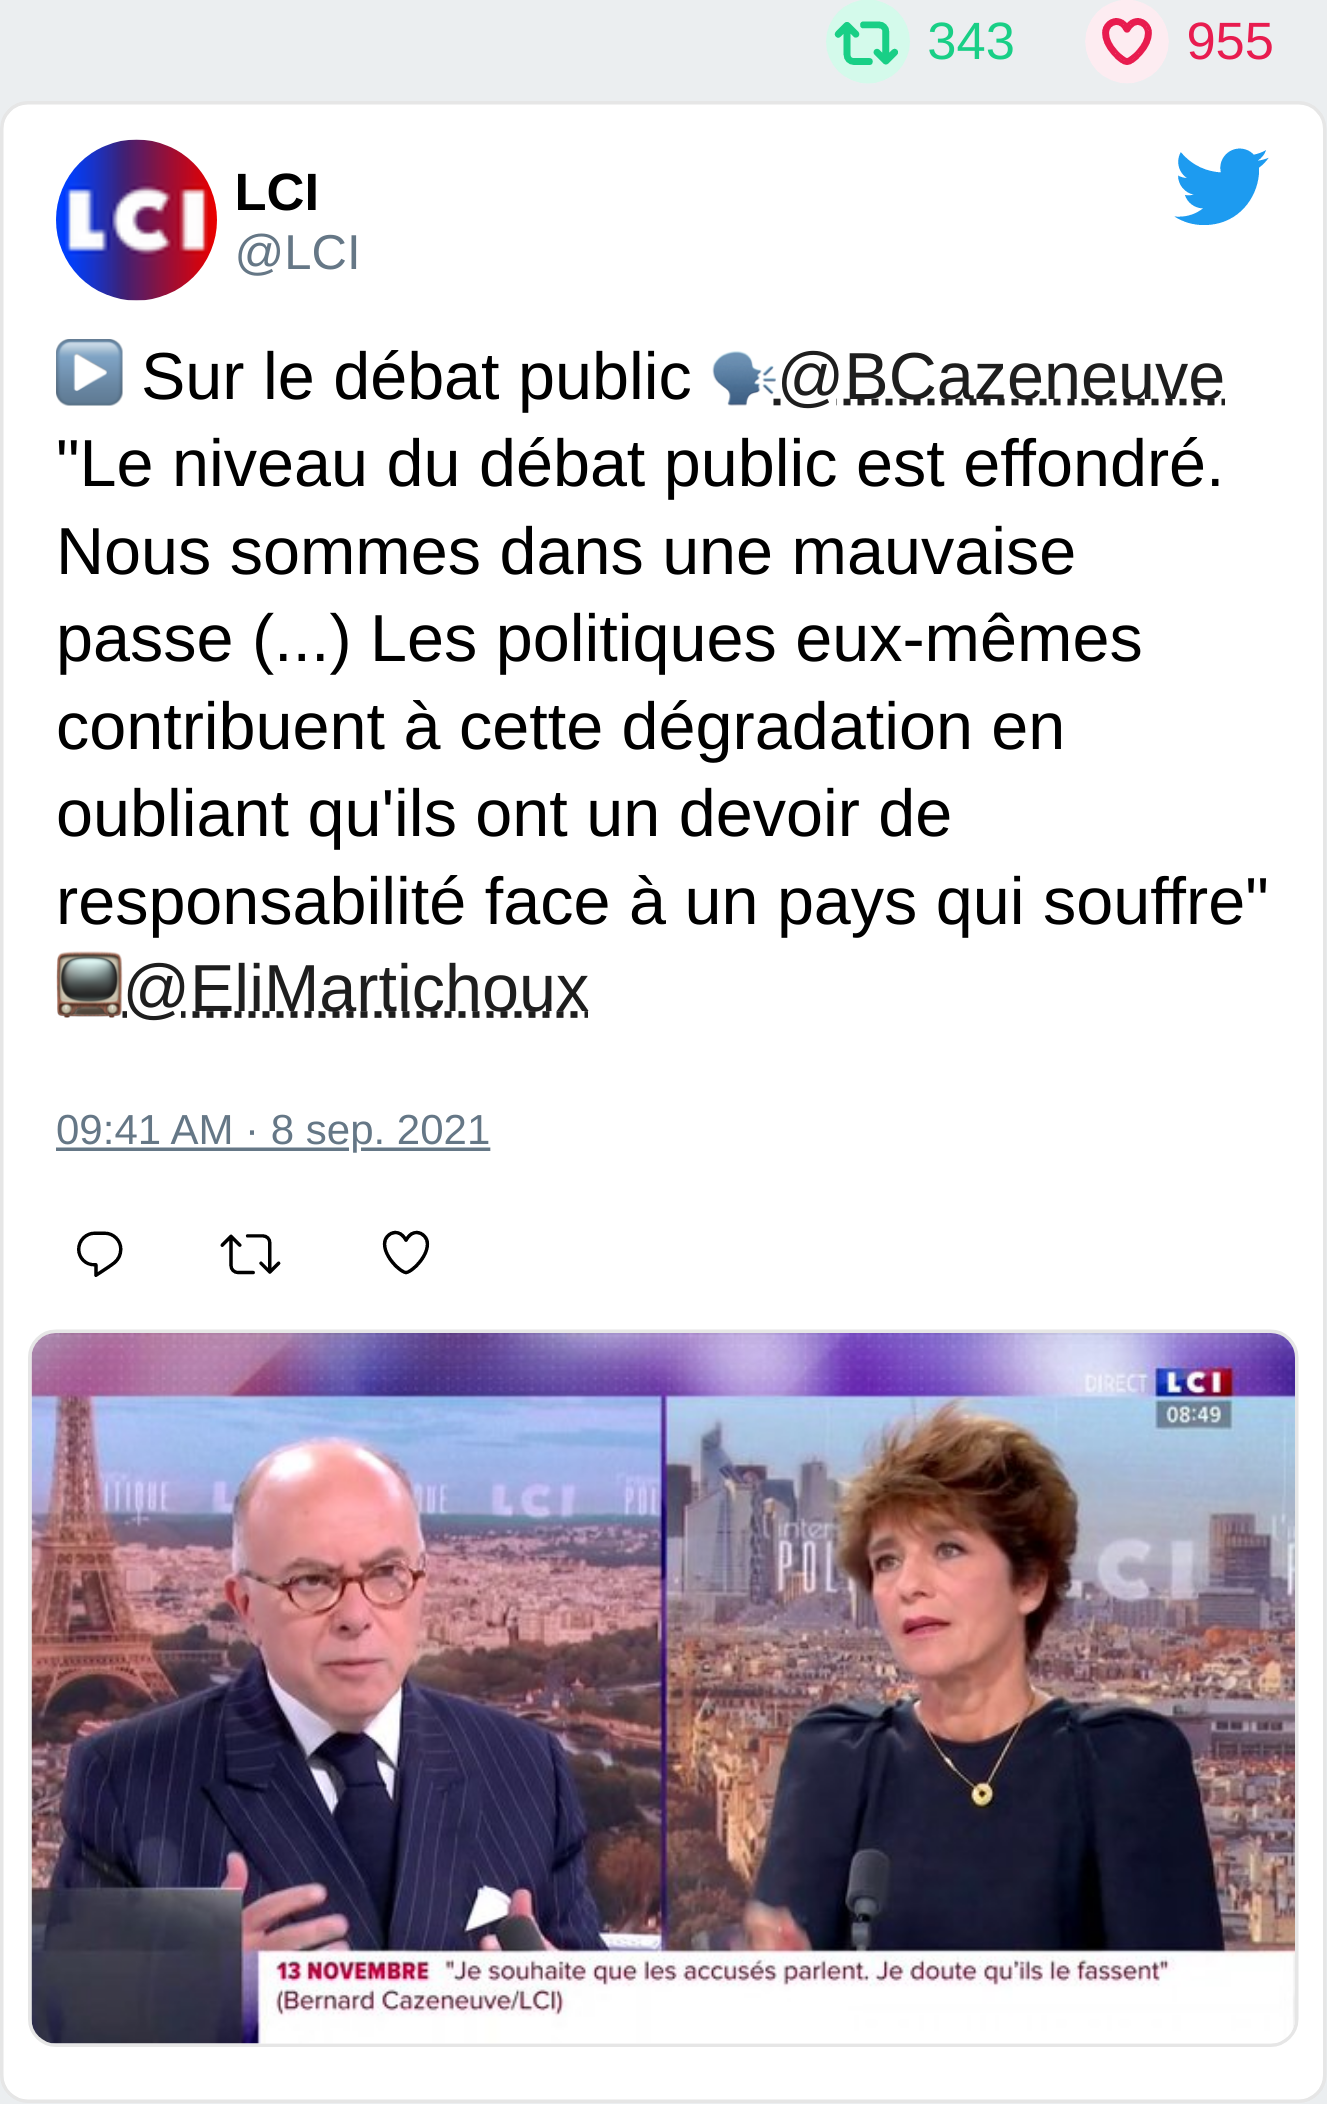 343 955
LCI
LCI
@LCI
Sur le débat public @BCazeneuve
"Le niveau du débat public est effondré.
Nous sommes dans une mauvaise
passe (...) Les politiques eux-mêmes
contribuent à cette dégradation en
oubliant qu'ils ont un devoir de
responsabilité face à un pays qui souffre"
@EliMartichoux
09:41 AM · 8 sep. 2021
DIRECT LCI
08:49
LCI
13 NOVEMBRE "Je souhaite que les accusés parlent. Je doute qu'ils le fassent"
(Bernard Cazeneuve/LCI)